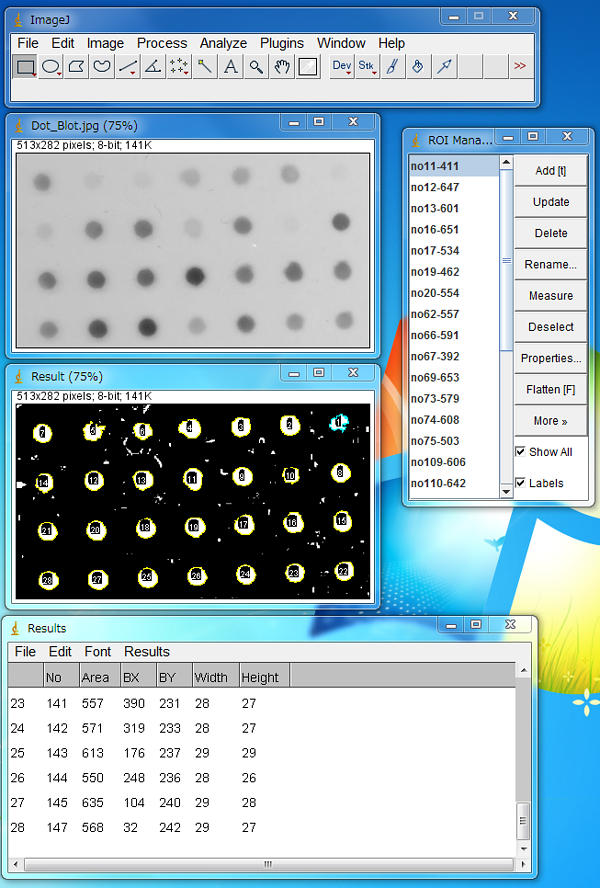 ImageJ
File Edit Image Process Analyze Plugins Window Help
A Dev Stk >>
Dot_Blot.jpg (75%)
513x282 pixels; 8-bit; 141K
ROI Mana...
no11-411
no12-647
no13-601
no16-651
no17-534
no19-462
no20-554
no62-557
no66-591
no67-392
no69-653
no73-579
no74-608
no75-503
no109-606
no110-642
Add [t]
Update
Delete
Rename...
Measure
Deselect
Properties...
Flatten [F]
More »
Show All
Labels
Result (75%)
513x282 pixels; 8-bit; 141K
7 5 6 4 3 2 1
14 12 13 11 9 10 8
21 20 18 19 17 16 15
28 27 25 26 24 23 22
Results
File Edit Font Results
No Area BX BY Width Height
23 141 557 390 231 28 27
24 142 571 319 233 28 27
25 143 613 176 237 29 29
26 144 550 248 236 28 26
27 145 635 104 240 29 28
28 147 568 32 242 29 27